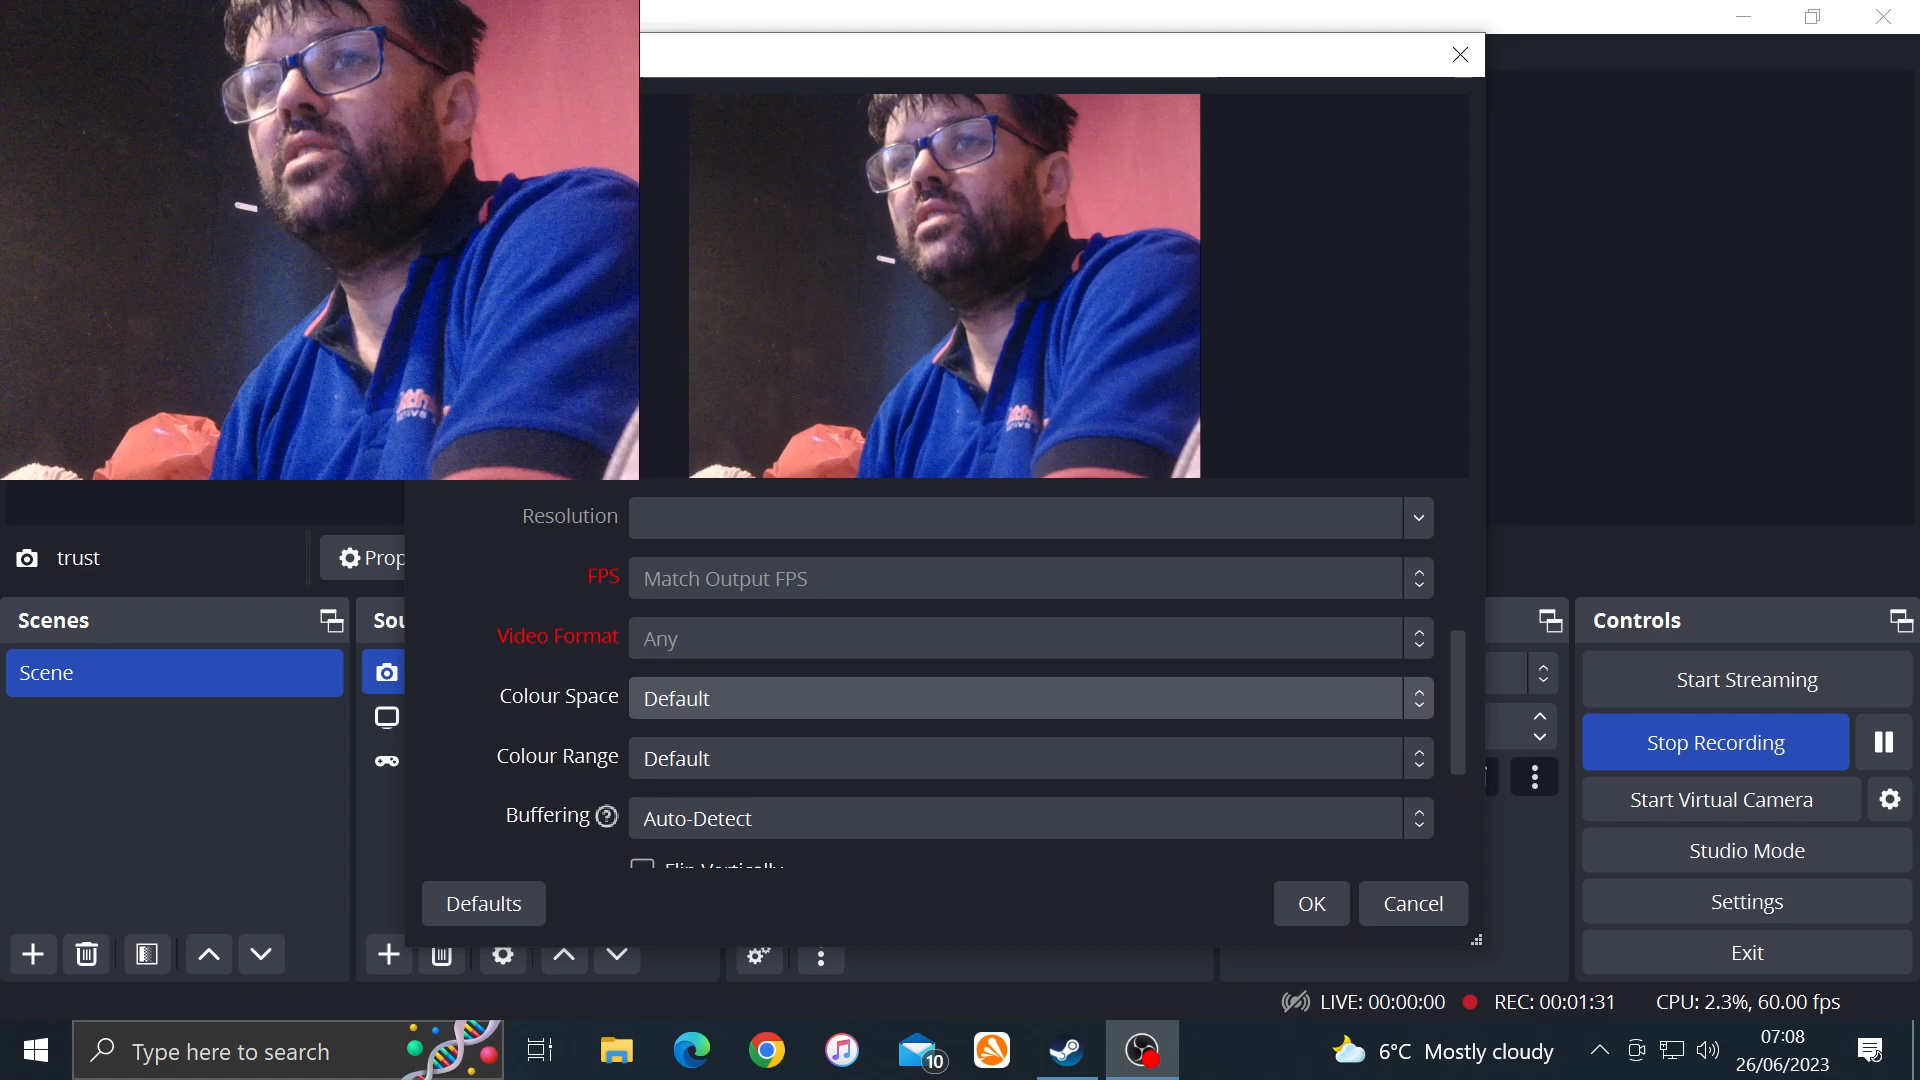 Resolution
FPS
Match Output FPS
Video Format
Any
Colour Space
Default
Colour Range
Default
Buffering
?
Auto-Detect
Flip Vertically
Defaults
OK
Cancel
trust
Prop
Scenes
Scene
Sou
Controls
Start Streaming
Stop Recording
Start Virtual Camera
Studio Mode
Settings
Exit
LIVE: 00:00:00
REC: 00:01:31
CPU: 2.3%, 60.00 fps
Type here to search
10
6°C Mostly cloudy
07:08
26/06/2023